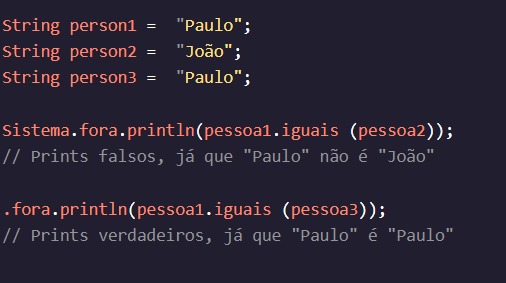 String person1 =  "Paulo";
String person2 =  "João";
String person3 =  "Paulo";
Sistema.fora.println(pessoa1.iguais (pessoa2));
// Prints falsos, já que "Paulo" não é "João"
.fora.println(pessoa1.iguais (pessoa3));
// Prints verdadeiros, já que "Paulo" é "Paulo"